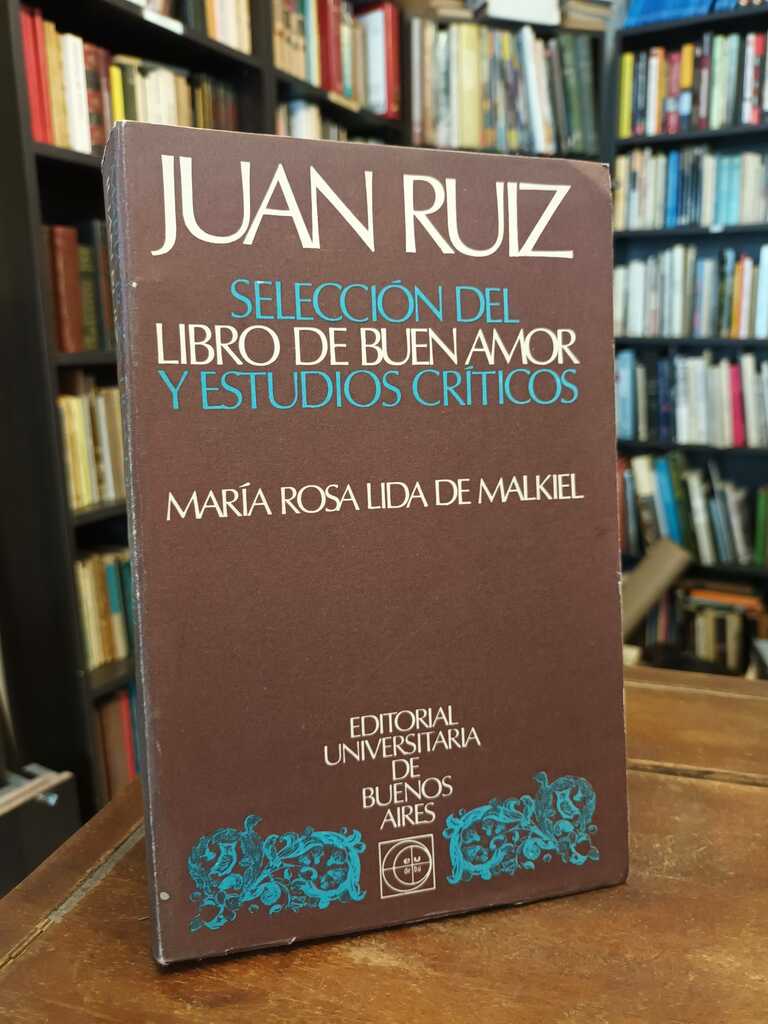 JUAN RUIZ
SELECCIÓN DEL
LIBRO DE BUEN AMOR
Y ESTUDIOS CRÍTICOS
MARÍA ROSA LIDA DE MALKIEL
EDITORIAL
UNIVERSITARIA
DE
BUENOS
AIRES